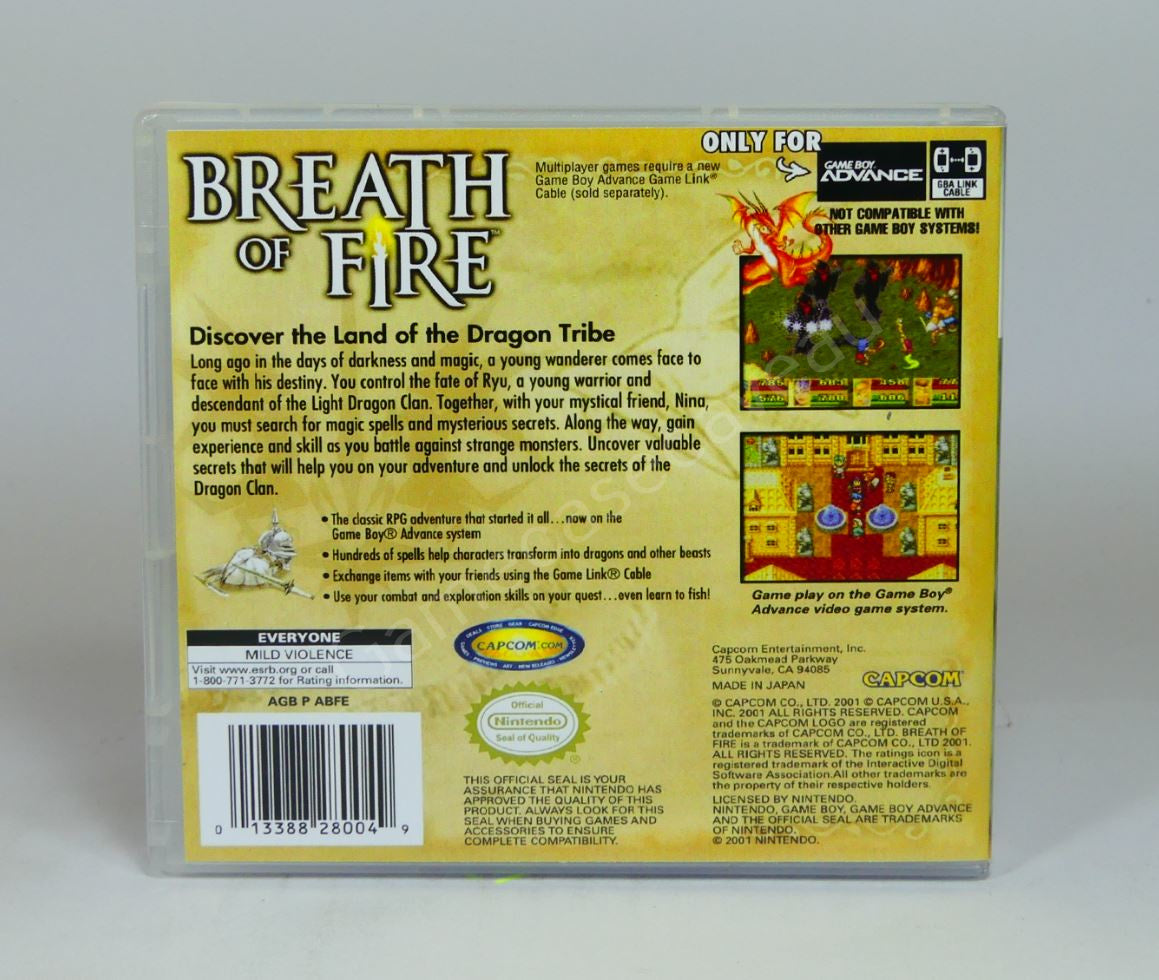 BREATH
OF FIRE™
Multiplayer games require a new
Game Boy Advance Game Link®
Cable (sold separately).
ONLY FOR
GAME BOY
ADVANCE
GBA LINK
CABLE
NOT COMPATIBLE WITH
OTHER GAME BOY SYSTEMS!
Discover the Land of the Dragon Tribe
Long ago in the days of darkness and magic, a young wanderer comes face to
face with his destiny. You control the fate of Ryu, a young warrior and
descendant of the Light Dragon Clan. Together, with your mystical friend, Nina,
you must search for magic spells and mysterious secrets. Along the way, gain
experience and skill as you battle against strange monsters. Uncover valuable
secrets that will help you on your adventure and unlock the secrets of the
Dragon Clan.
• The classic RPG adventure that started it all...now on the
Game Boy® Advance system
• Hundreds of spells help characters transform into dragons and other beasts
• Exchange items with your friends using the Game Link® Cable
• Use your combat and exploration skills on your quest...even learn to fish!
Game play on the Game Boy®
Advance video game system.
EVERYONE
MILD VIOLENCE
Visit www.esrb.org or call
1-800-771-3772 for Rating information.
AGB P ABFE
0 13388 28004 9
CAPCOM.COM
Official
Nintendo
Seal of Quality
®
THIS OFFICIAL SEAL IS YOUR
ASSURANCE THAT NINTENDO HAS
APPROVED THE QUALITY OF THIS
PRODUCT. ALWAYS LOOK FOR THIS
SEAL WHEN BUYING GAMES AND
ACCESSORIES TO ENSURE
COMPLETE COMPATIBILITY.
Capcom Entertainment, Inc.
475 Oakmead Parkway
Sunnyvale, CA 94085
MADE IN JAPAN
CAPCOM®
© CAPCOM CO., LTD. 2001 © CAPCOM U.S.A.,
INC. 2001 ALL RIGHTS RESERVED. CAPCOM
and the CAPCOM LOGO are registered
trademarks of CAPCOM CO., LTD. BREATH OF
FIRE is a trademark of CAPCOM CO., LTD 2001.
ALL RIGHTS RESERVED. The ratings icon is a
registered trademark of the Interactive Digital
Software Association.All other trademarks are
the property of their respective holders.
LICENSED BY NINTENDO.
NINTENDO, GAME BOY, GAME BOY ADVANCE
AND THE OFFICIAL SEAL ARE TRADEMARKS
OF NINTENDO.
© 2001 NINTENDO.